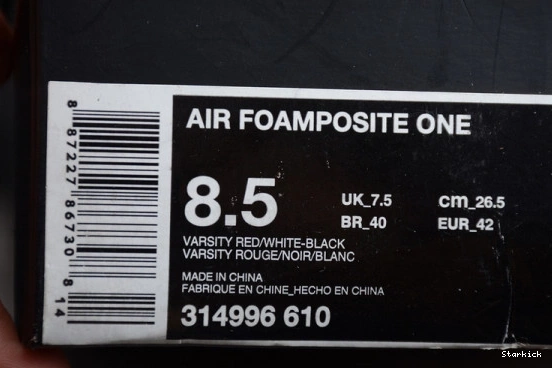 AIR FOAMPOSITE ONE
8.5
UK_7.5
cm_26.5
BR_40
EUR_42
VARSITY RED/WHITE-BLACK
VARSITY ROUGE/NOIR/BLANC
MADE IN CHINA
FABRIQUE EN CHINE_HECHO EN CHINA
314996 610
8 87227 86730 8 14
Starkick